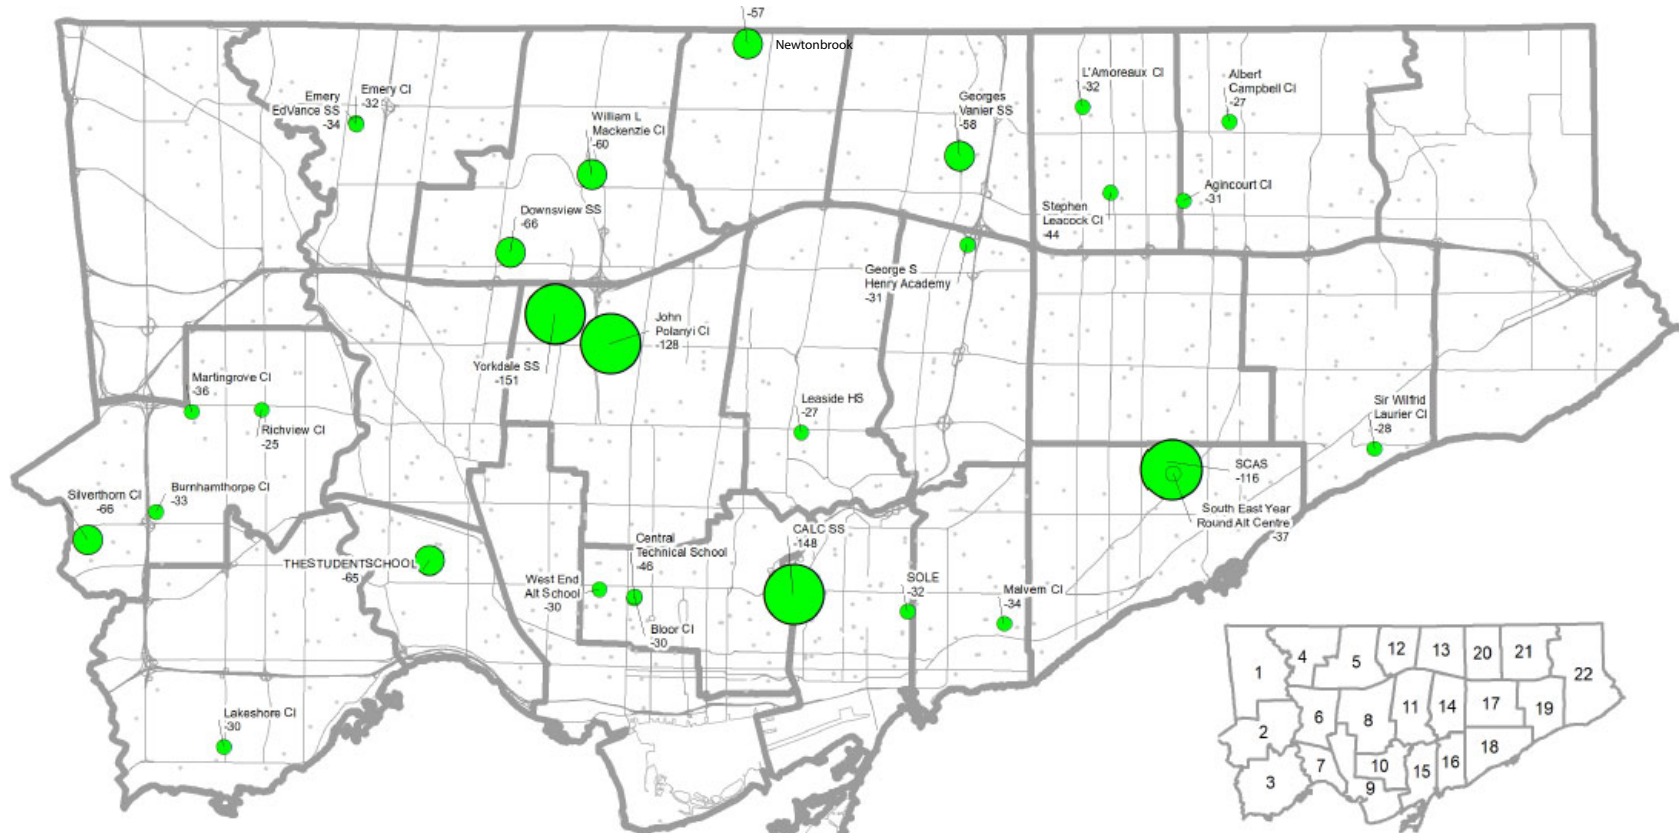 -57
Newtonbrook
L'Amoreaux CI
-32
Albert
Campbell CI
-27
Emery
EdVance SS
-34
Emery CI
-32
Georges
Vanier SS
-58
William L
Mackenzie CI
-60
Agincourt CI
-31
Stephen
Leacock CI
-44
Downsview SS
-66
George S
Henry Academy
-31
John
Polanyi CI
-128
Yorkdale SS
-151
Martingrove CI
-36
Richview CI
-25
Leaside HS
-27
Sir Wilfrid
Laurier CI
-28
SCAS
-116
South East Year
Round Alt Centre
-37
Silverthorn CI
-66
Burnhamthorpe CI
-33
THESTUDENTSCHOOL
-65
Central
Technical School
-46
CALC SS
-148
West End
Alt School
-30
SOLE
-32
Malvern CI
-34
Bloor CI
-30
Lakeshore CI
-30
1
4
5
12
13
20
21
22
2
6
8
11
14
17
19
3
7
10
9
15
16
18